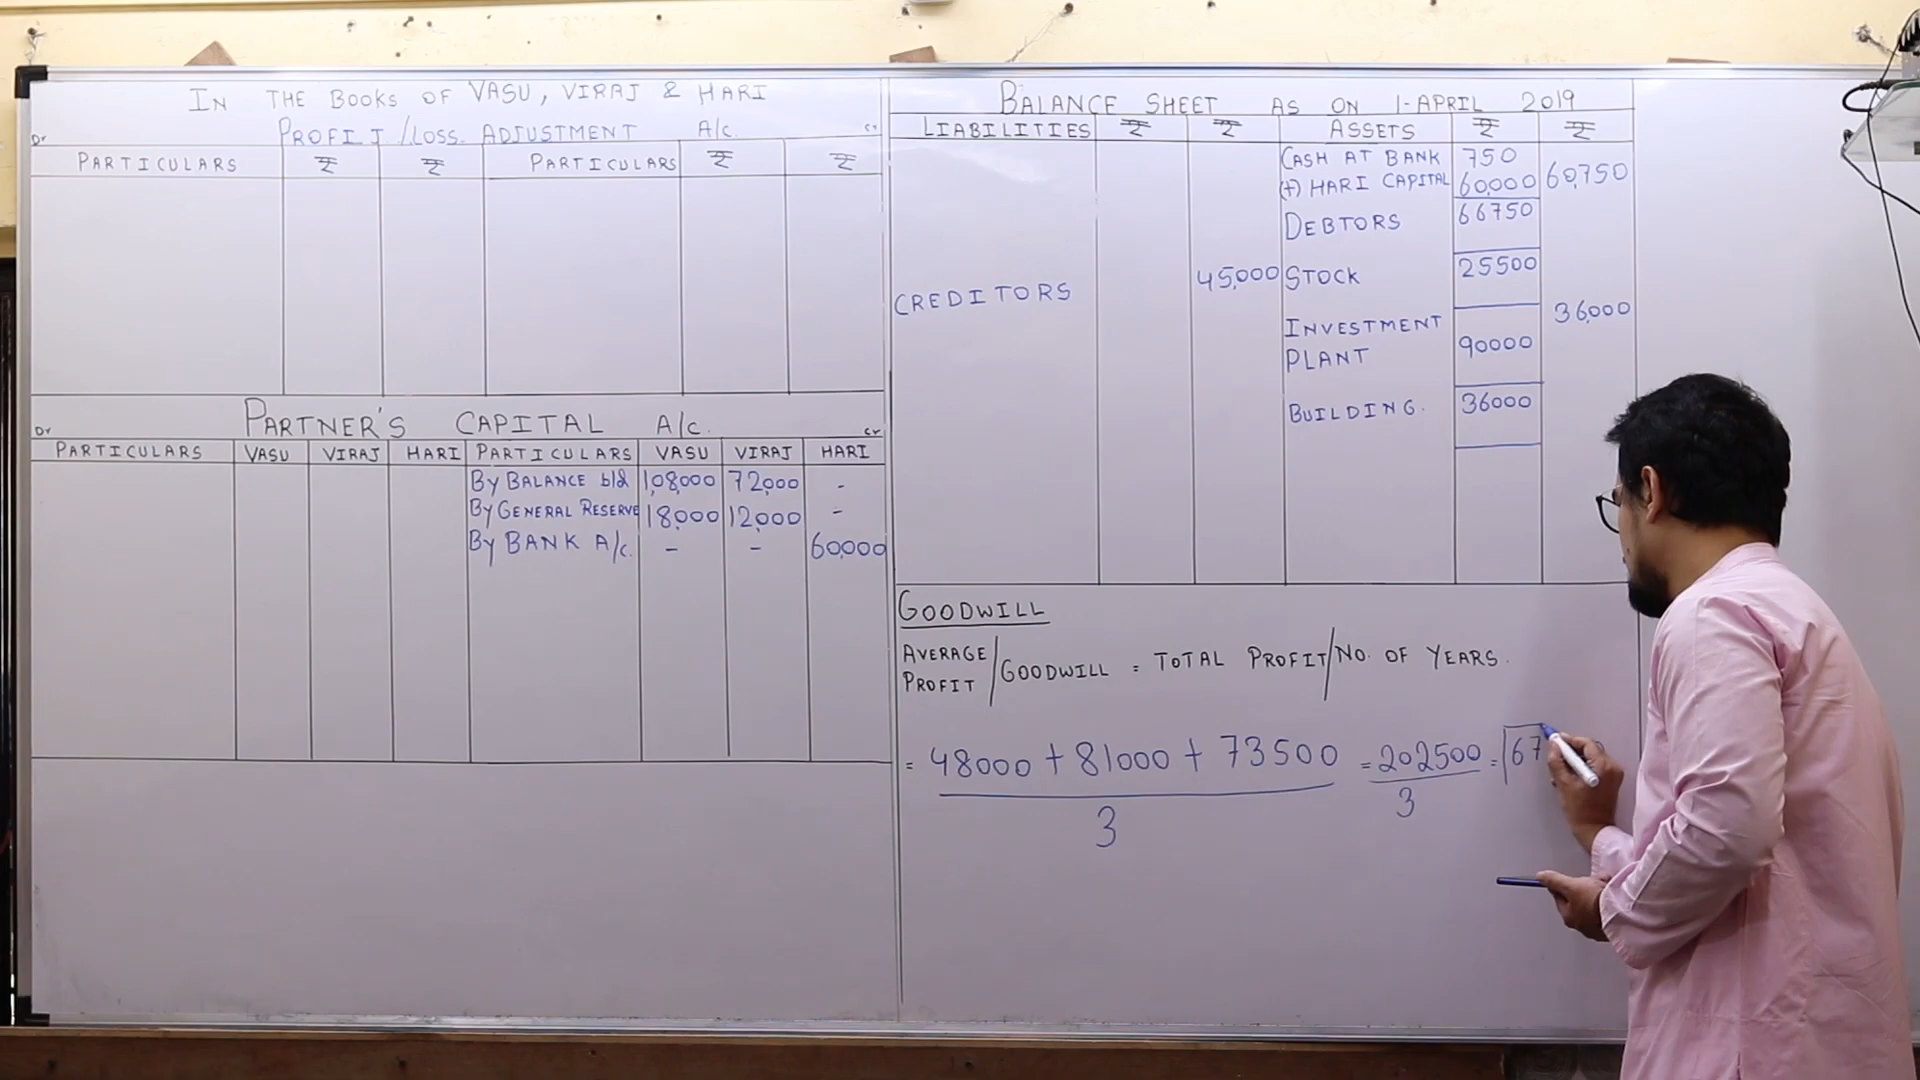 IN THE BOOKS OF VASU, VIRAJ & HARI
PROFIT/LOSS ADJUSTMENT A/c.
Dr Cr
PARTICULARS ₹ ₹ PARTICULARS ₹ ₹
PARTNER'S CAPITAL A/c.
Dr Cr
PARTICULARS VASU VIRAJ HARI PARTICULARS VASU VIRAJ HARI
By BALANCE b/d 1,08,000 72,000 -
By GENERAL RESERVE 18,000 12,000 -
By BANK A/c. - - 60,000
BALANCE SHEET AS ON 1-APRIL 2019
LIABILITIES ₹ ₹ ASSETS ₹ ₹
CASH AT BANK 750
(+) HARI CAPITAL 60,000 60,750
DEBTORS 66750
CREDITORS 45,000 STOCK 25500
INVESTMENT 36,000
PLANT 90000
BUILDING. 36000
GOODWILL
AVERAGE PROFIT / GOODWILL = TOTAL PROFIT/NO. OF YEARS.
= 48000 + 81000 + 73500 = 202500 = 67
3 3